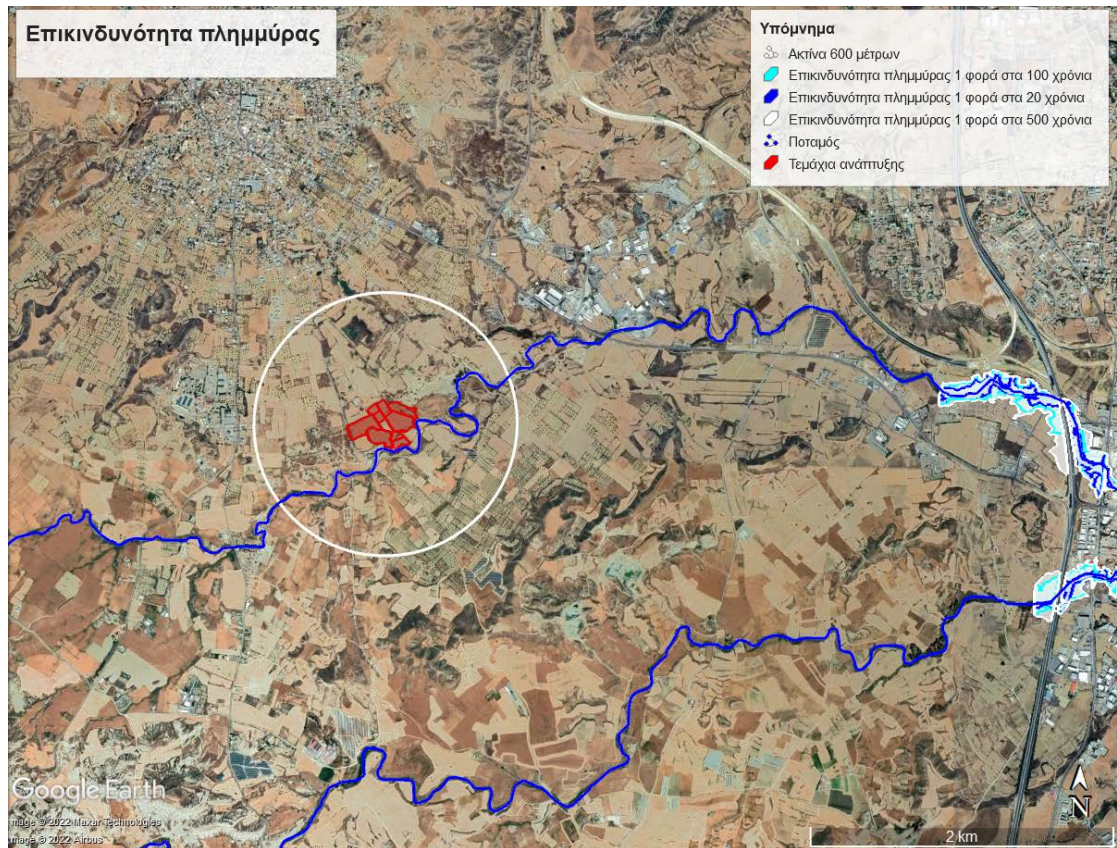 Επικινδυνότητα πλημμύρας
Υπόμνημα
Ακτίνα 600 μέτρων
Επικινδυνότητα πλημμύρας 1 φορά στα 100 χρόνια
Επικινδυνότητα πλημμύρας 1 φορά στα 20 χρόνια
Επικινδυνότητα πλημμύρας 1 φορά στα 500 χρόνια
Ποταμός
Τεμάχια ανάπτυξης
Google Earth
mage © 2022 Maxar Technologies
mage © 2022 Airbus
N
2 km